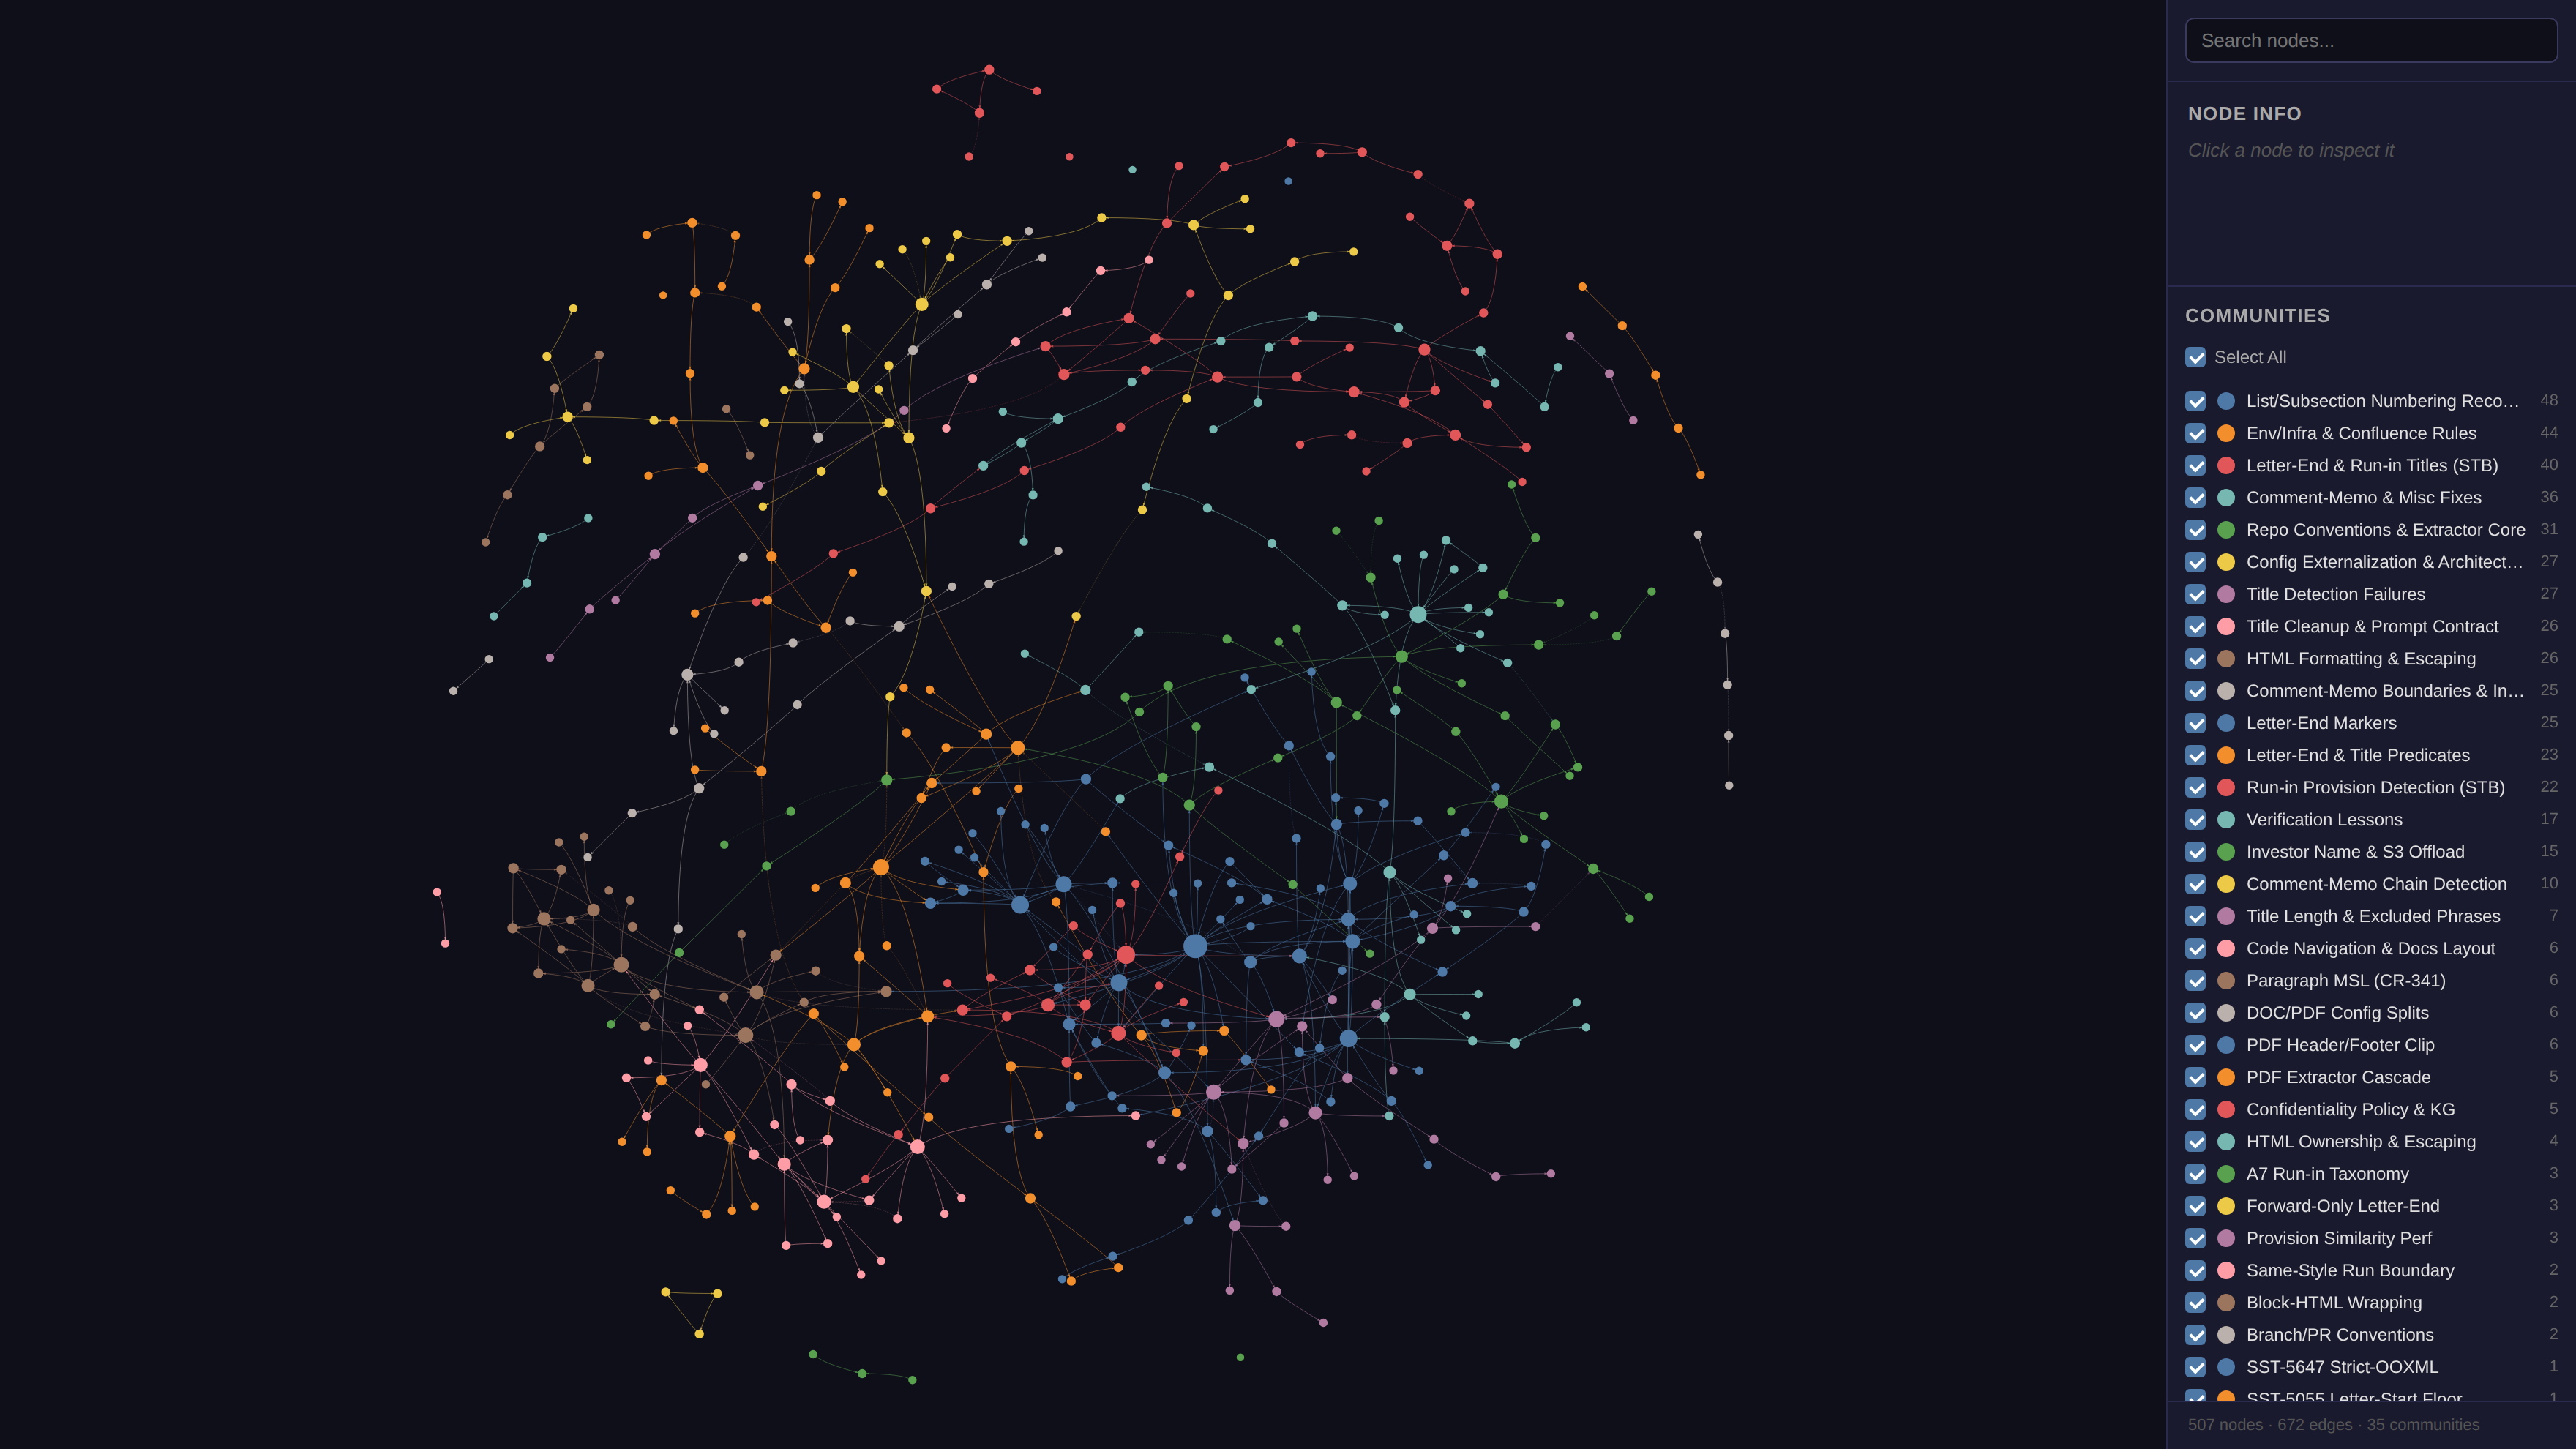 Search nodes...
NODE INFO
Click a node to inspect it
COMMUNITIES
Select All
List/Subsection Numbering Reco... 48
Env/Infra & Confluence Rules 44
Letter-End & Run-in Titles (STB) 40
Comment-Memo & Misc Fixes 36
Repo Conventions & Extractor Core 31
Config Externalization & Architect... 27
Title Detection Failures 27
Title Cleanup & Prompt Contract 26
HTML Formatting & Escaping 26
Comment-Memo Boundaries & In... 25
Letter-End Markers 25
Letter-End & Title Predicates 23
Run-in Provision Detection (STB) 22
Verification Lessons 17
Investor Name & S3 Offload 15
Comment-Memo Chain Detection 10
Title Length & Excluded Phrases 7
Code Navigation & Docs Layout 6
Paragraph MSL (CR-341) 6
DOC/PDF Config Splits 6
PDF Header/Footer Clip 6
PDF Extractor Cascade 5
Confidentiality Policy & KG 5
HTML Ownership & Escaping 4
A7 Run-in Taxonomy 3
Forward-Only Letter-End 3
Provision Similarity Perf 3
Same-Style Run Boundary 2
Block-HTML Wrapping 2
Branch/PR Conventions 2
SST-5647 Strict-OOXML 1
SST-5055 Letter-Start Floor 1
507 nodes · 672 edges · 35 communities